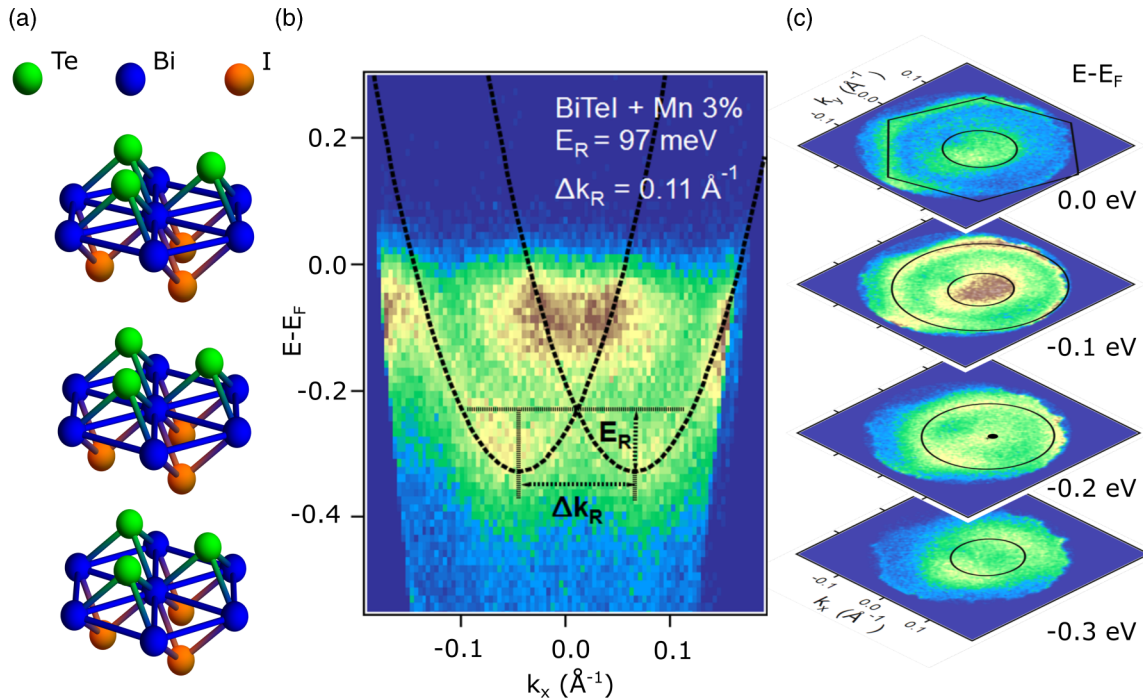 (a)
Te Bi I
(b)
BiTeI + Mn 3%
E_R = 97 meV
Δk_R = 0.11 Å⁻¹
E-E_F
0.2
0.0
-0.2
-0.4
E_R
Δk_R
-0.1 0.0 0.1
k_x (Å⁻¹)
(c)
E-E_F
k_y (Å⁻¹)
-0.1 0.0 0.1
0.0 eV
-0.1 eV
-0.2 eV
-0.3 eV
-0.1 0.0 0.1
k_x (Å⁻¹)